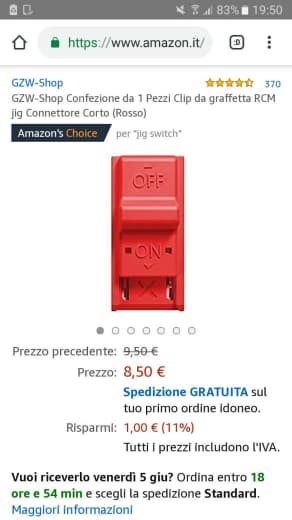 83% 19:50
https://www.amazon.it/
:D
GZW-Shop 370
GZW-Shop Confezione da 1 Pezzi Clip da graffetta RCM
jig Connettore Corto (Rosso)
Amazon's Choice per "jig switch"
OFF
ON
Prezzo precedente: 9,50 €
Prezzo: 8,50 €
Spedizione GRATUITA sul
tuo primo ordine idoneo.
Risparmi: 1,00 € (11%)
Tutti i prezzi includono l'IVA.
Vuoi riceverlo venerdì 5 giu? Ordina entro 18
ore e 54 min e scegli la spedizione Standard.
Maggiori informazioni